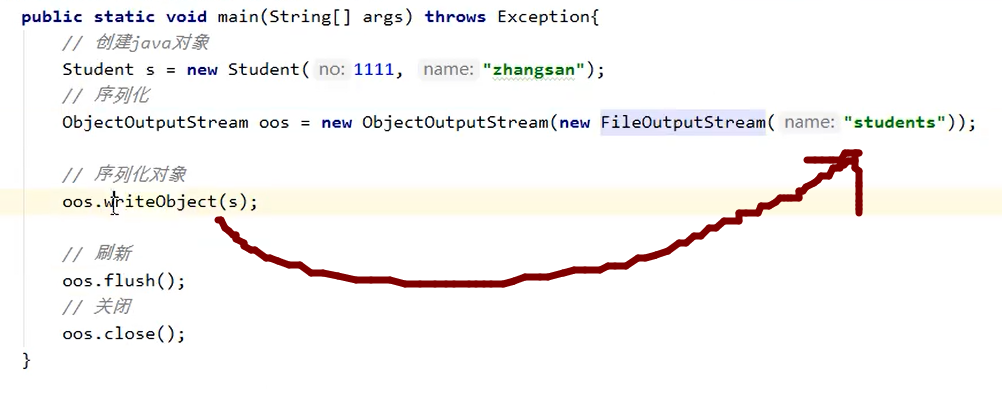 public static void main(String[] args) throws Exception{
// 创建java对象
Student s = new Student( no: 1111, name: "zhangsan");
// 序列化
ObjectOutputStream oos = new ObjectOutputStream(new FileOutputStream( name: "students"));
// 序列化对象
oos.writeObject(s);
// 刷新
oos.flush();
// 关闭
oos.close();
}